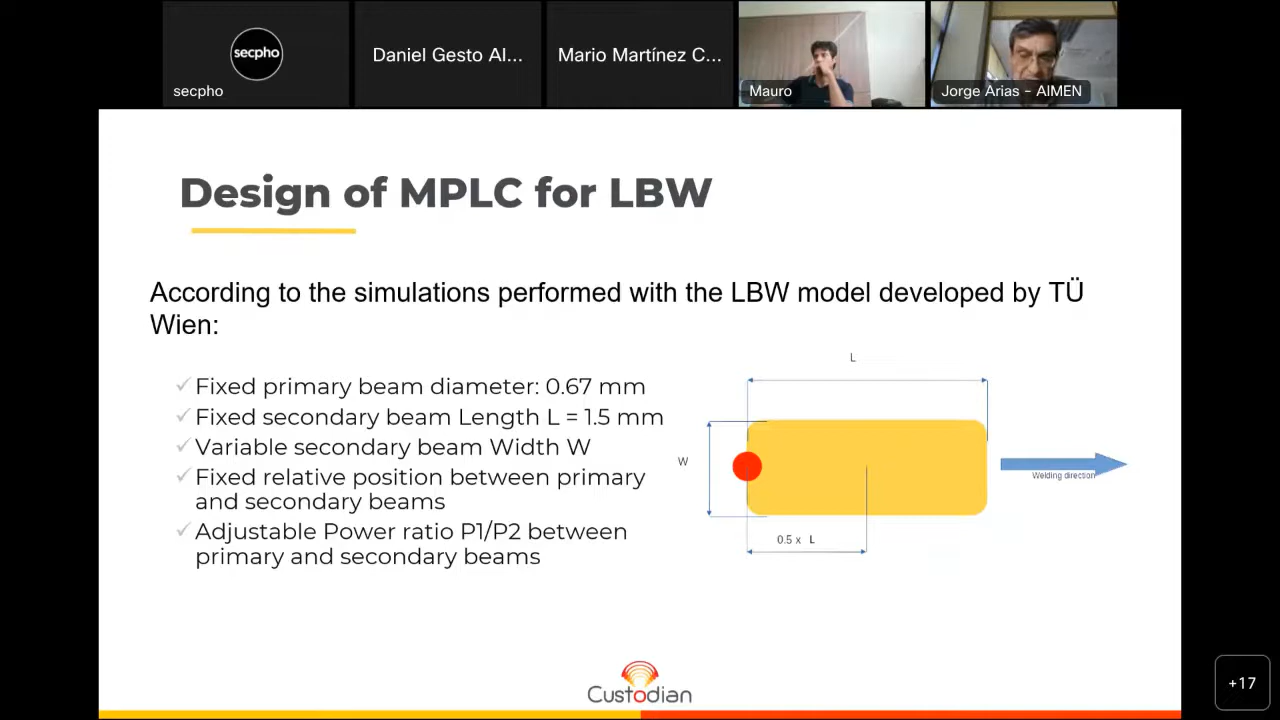 secpho
secpho
Daniel Gesto Al...
Mario Martínez C...
Mauro
Jorge Arias - AIMEN
Design of MPLC for LBW
According to the simulations performed with the LBW model developed by TÜ
Wien:
✓Fixed primary beam diameter: 0.67 mm
✓Fixed secondary beam Length L = 1.5 mm
✓Variable secondary beam Width W
✓Fixed relative position between primary
and secondary beams
✓Adjustable Power ratio P1/P2 between
primary and secondary beams
L
W
Welding direction
0.5 x L
Custodian
+17